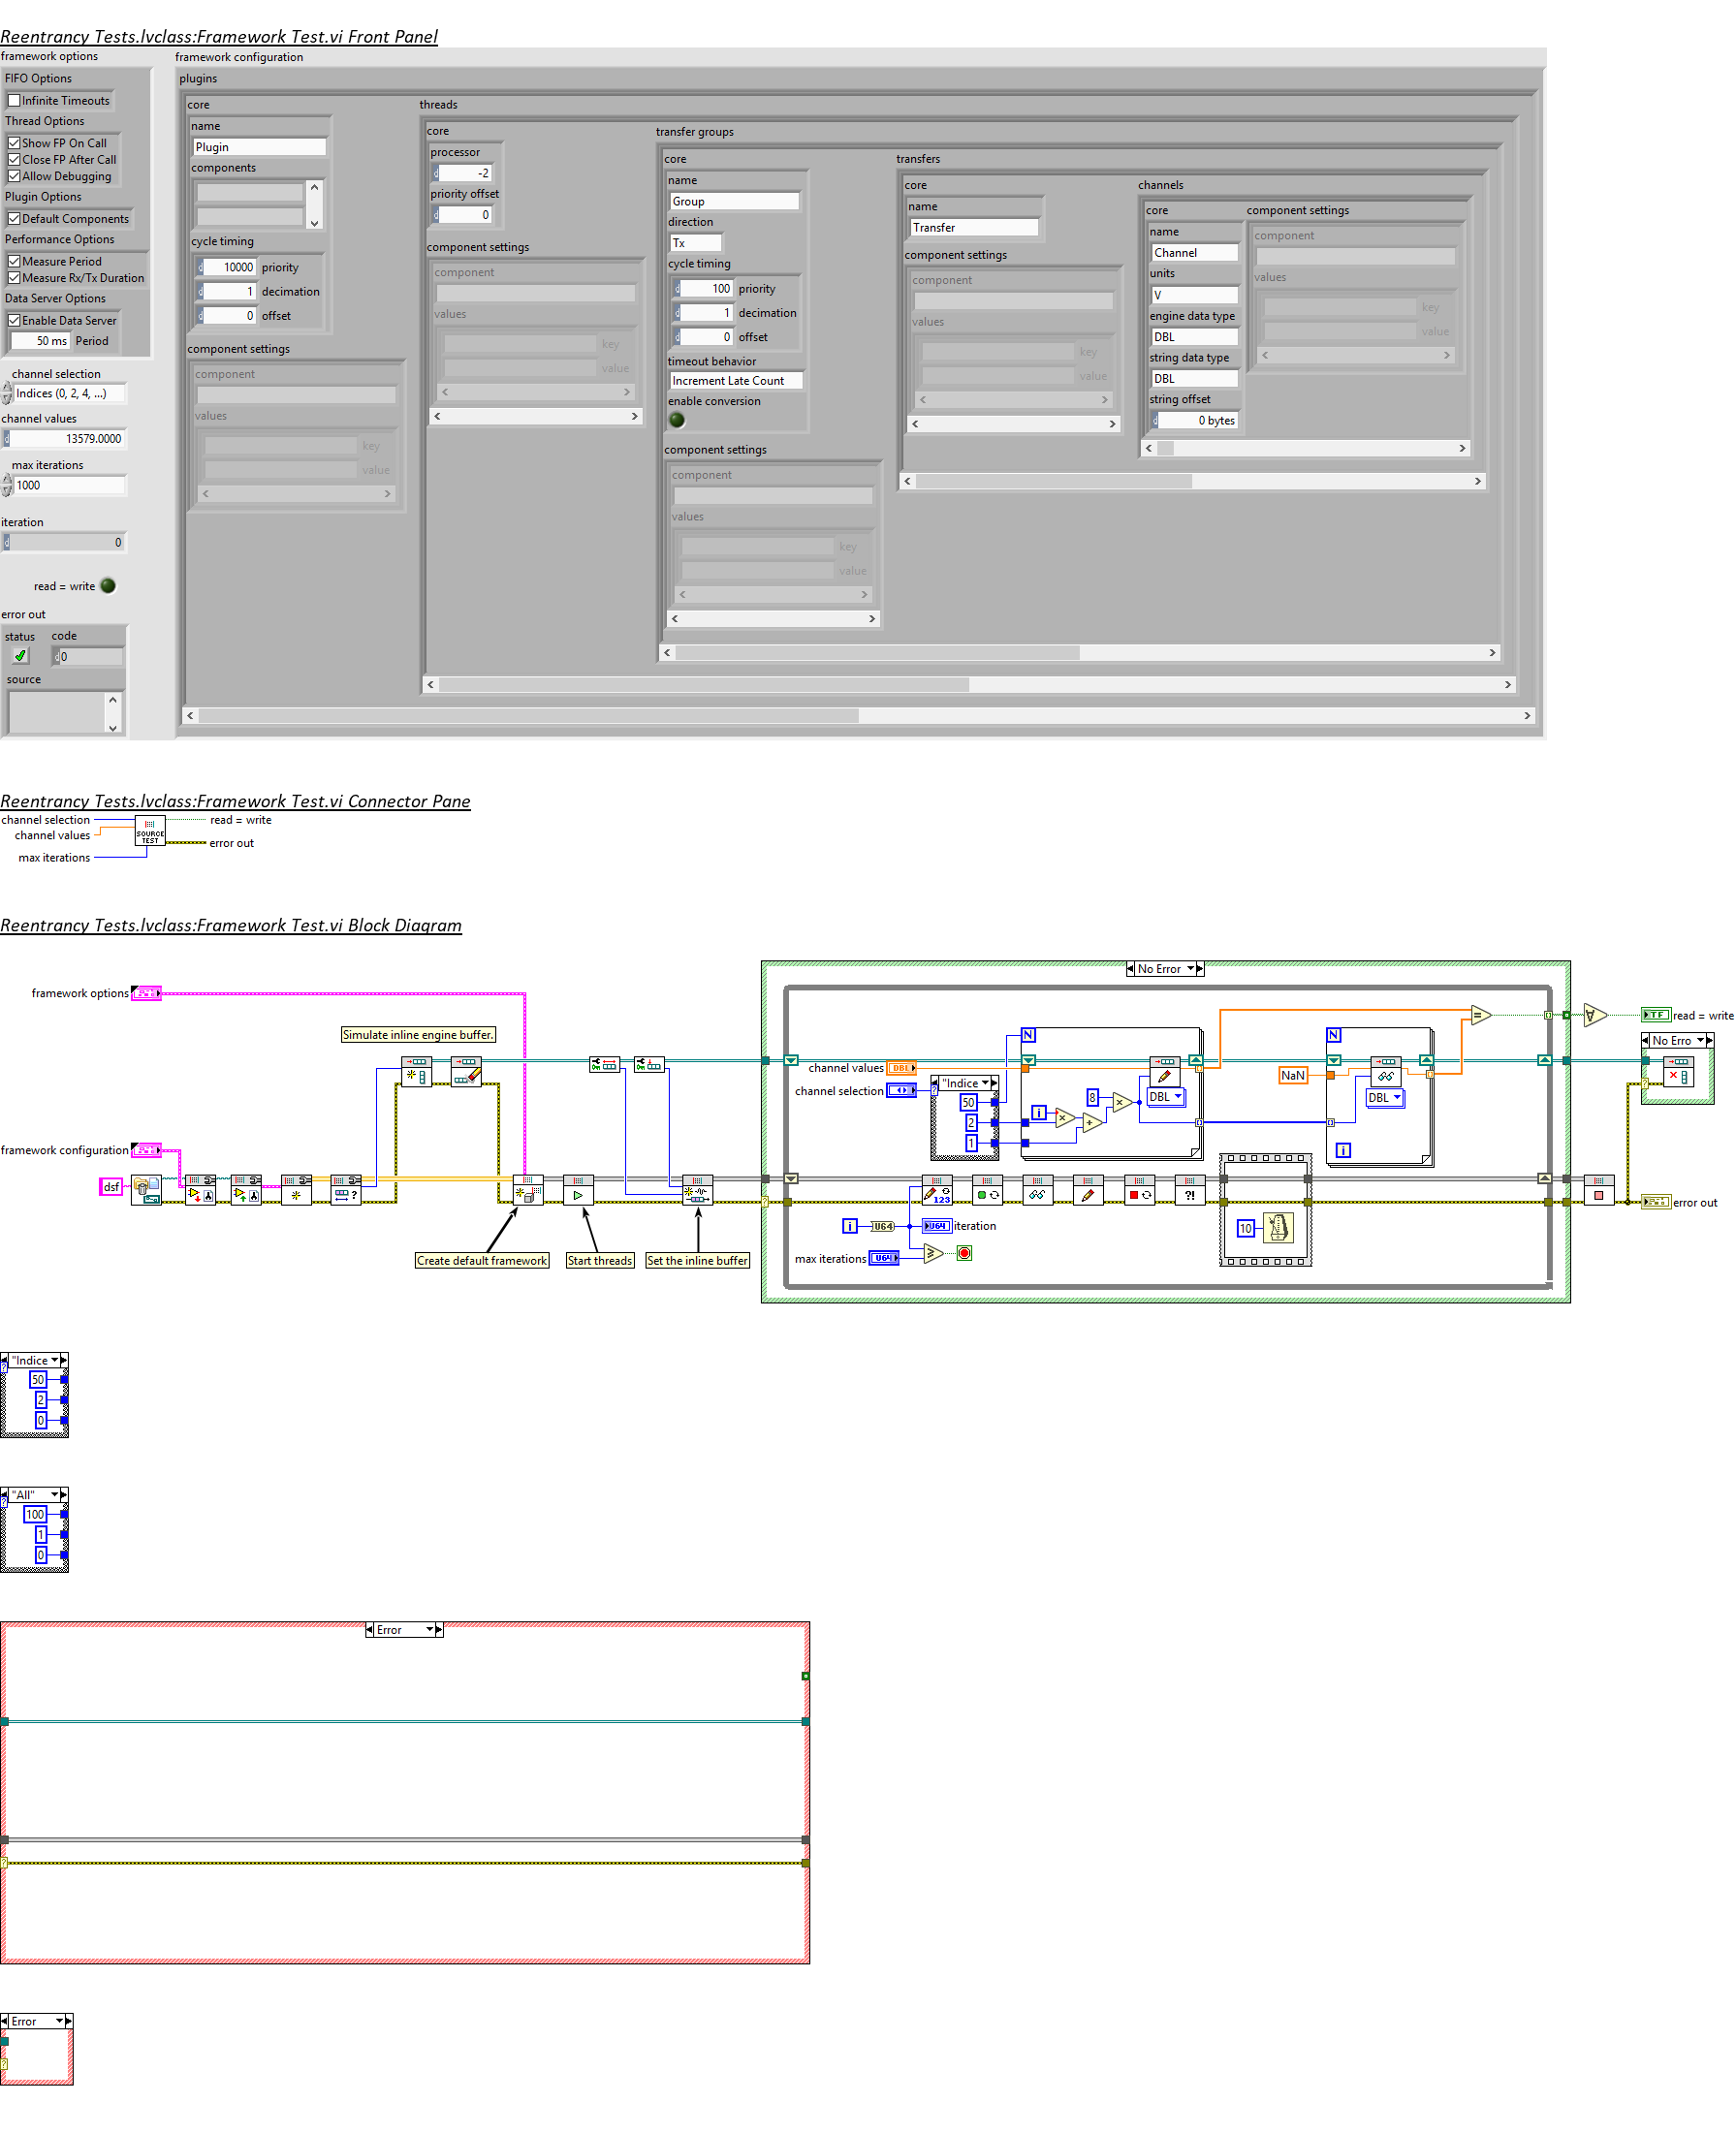 Reentrancy Tests.lvclass:Framework Test.vi Front Panel
framework options
FIFO Options
Infinite Timeouts
Thread Options
Show FP On Call
Close FP After Call
Allow Debugging
Plugin Options
Default Components
Performance Options
Measure Period
Measure Rx/Tx Duration
Data Server Options
Enable Data Server
50 ms Period
channel selection
Indices (0, 2, 4, ...)
channel values
13579.0000
max iterations
1000
iteration
0
read = write
error out
status code
0
source
framework configuration
plugins
core
name
Plugin
components
cycle timing
10000 priority
1 decimation
0 offset
component settings
component
values
key
value
threads
core
processor
-2
priority offset
0
component settings
component
values
key
value
transfer groups
core
name
Group
direction
Tx
cycle timing
100 priority
1 decimation
0 offset
timeout behavior
Increment Late Count
enable conversion
component settings
component
values
key
value
transfers
core
name
Transfer
component settings
component
values
key
value
channels
core
name
Channel
units
V
engine data type
DBL
string data type
DBL
string offset
0 bytes
component settings
component
values
key
value
Reentrancy Tests.lvclass:Framework Test.vi Connector Pane
channel selection
channel values
max iterations
SOURCE
TEST
read = write
error out
Reentrancy Tests.lvclass:Framework Test.vi Block Diagram
No Error
framework options
Simulate inline engine buffer.
framework configuration
dsf
Create default framework
Start threads
Set the inline buffer
channel values
DBL
channel selection
"Indice
50
2
1
N
i
8
DBL
NaN
N
DBL
i
123
?!
i
U64
U64
iteration
max iterations
U64
10
TF
read = write
No Erro
error out
"Indice
50
2
0
"All"
100
1
0
Error
Error